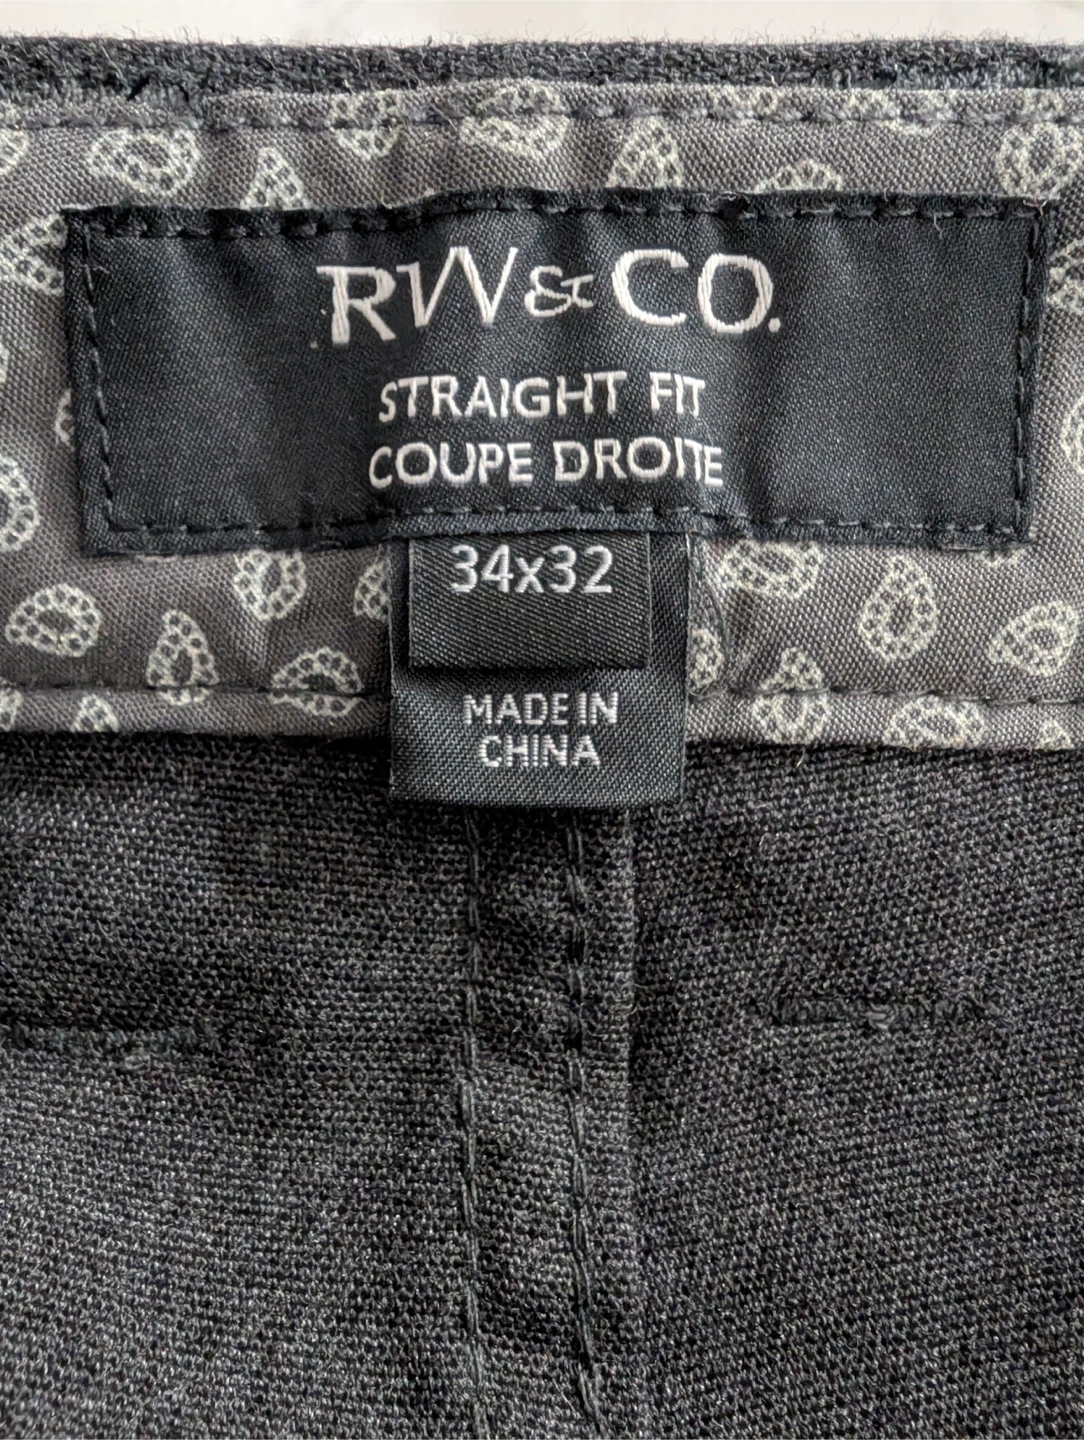 RW&CO.
STRAIGHT FIT
COUPE DROITE
34x32
MADE IN
CHINA